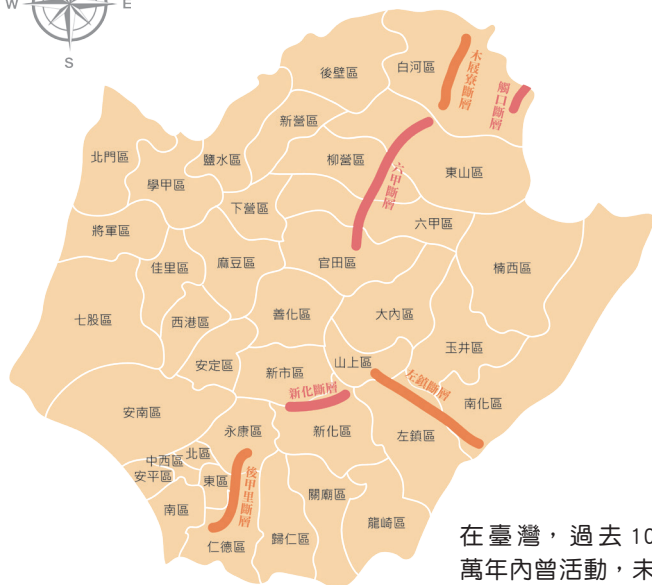 W
E
S
後壁區
白河區
木屐寮斷層
觸口斷層
新營區
北門區
鹽水區
柳營區
東山區
學甲區
六甲斷層
下營區
將軍區
六甲區
佳里區
麻豆區
官田區
楠西區
七股區
西港區
善化區
大內區
玉井區
安定區
新市區
山上區
左鎮斷層
新化斷層
南化區
安南區
永康區
新化區
左鎮區
中西區
北區
安平區
東區
後甲里斷層
關廟區
南區
龍崎區
仁德區
歸仁區
在臺灣,過去 10
萬年內曾活動,未